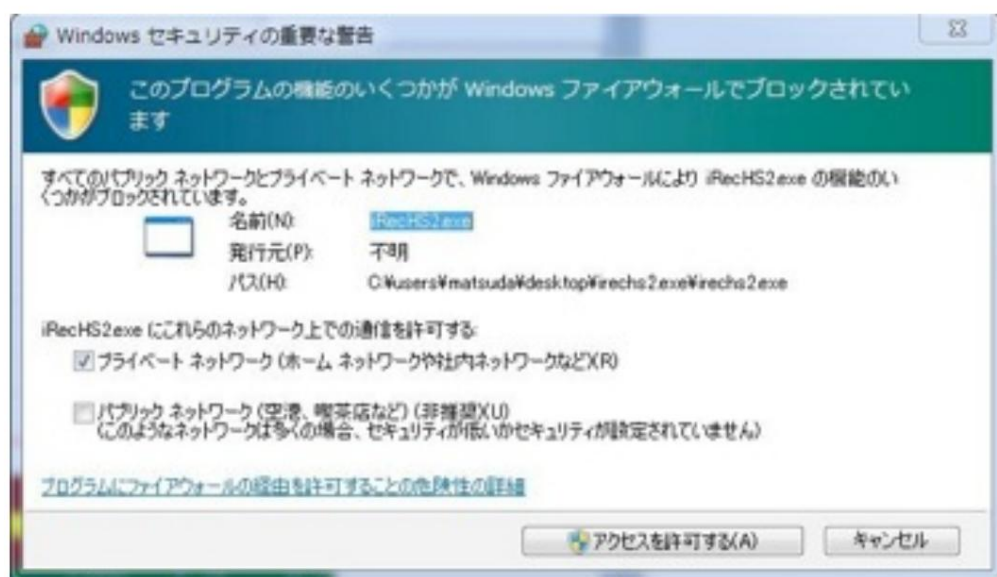 Windows セキュリティの重要な警告
このプログラムの機能のいくつかが Windows ファイアウォールでブロックされてい
ます
すべてのパブリック ネットワークとプライベート ネットワークで、Windows ファイアウォールにより iRecHS2.exe の機能のい
くつかがブロックされています。
名前(N): iRecHS2.exe
発行元(P): 不明
パス(H): C:¥users¥matsuda¥desktop¥irechs2.exe¥irechs2.exe
iRecHS2.exe にこれらのネットワーク上での通信を許可する:
プライベート ネットワーク (ホーム ネットワークや社内ネットワークなど)(R)
パブリック ネットワーク (空港、喫茶店など) (非推奨)(U)
(このようなネットワークは多くの場合、セキュリティが低いかセキュリティが設定されていません)
プログラムにファイアウォールの経由を許可することの危険性の詳細
アクセスを許可する(A) キャンセル